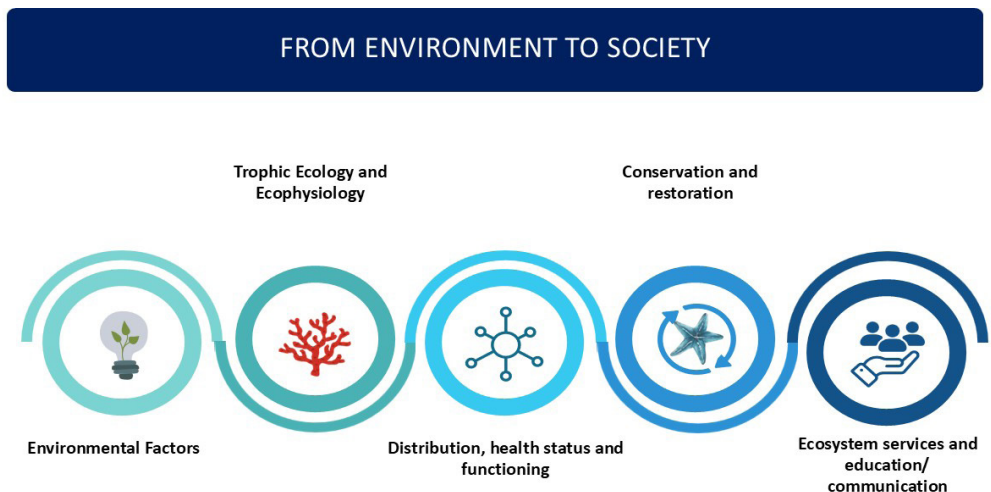 FROM ENVIRONMENT TO SOCIETY
Trophic Ecology and
Ecophysiology
Conservation and
restoration
Environmental Factors
Distribution, health status and
functioning
Ecosystem services and
education/
communication